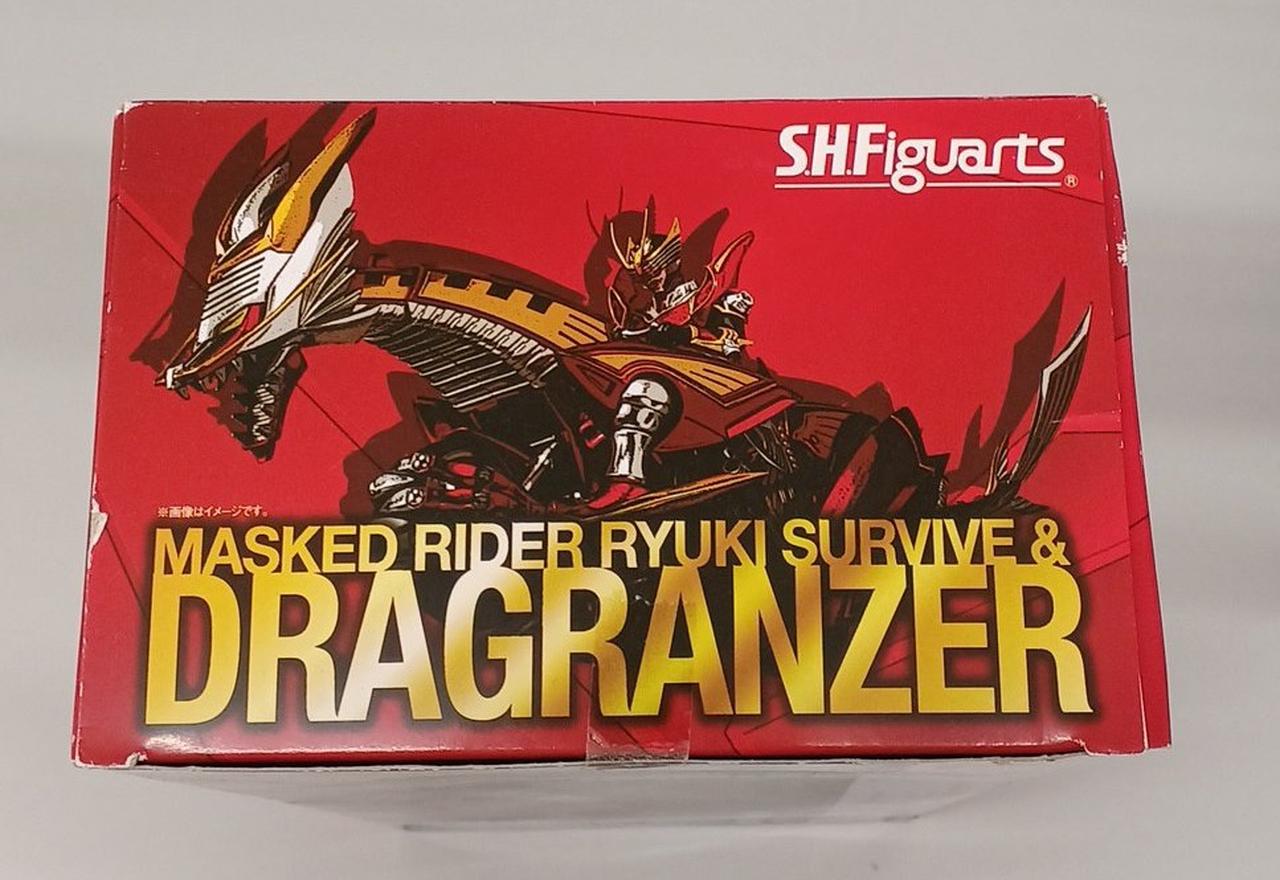 S.H.Figuarts®
※画像はイメージです。
MASKED RIDER RYUKI SURVIVE &
DRAGRANZER